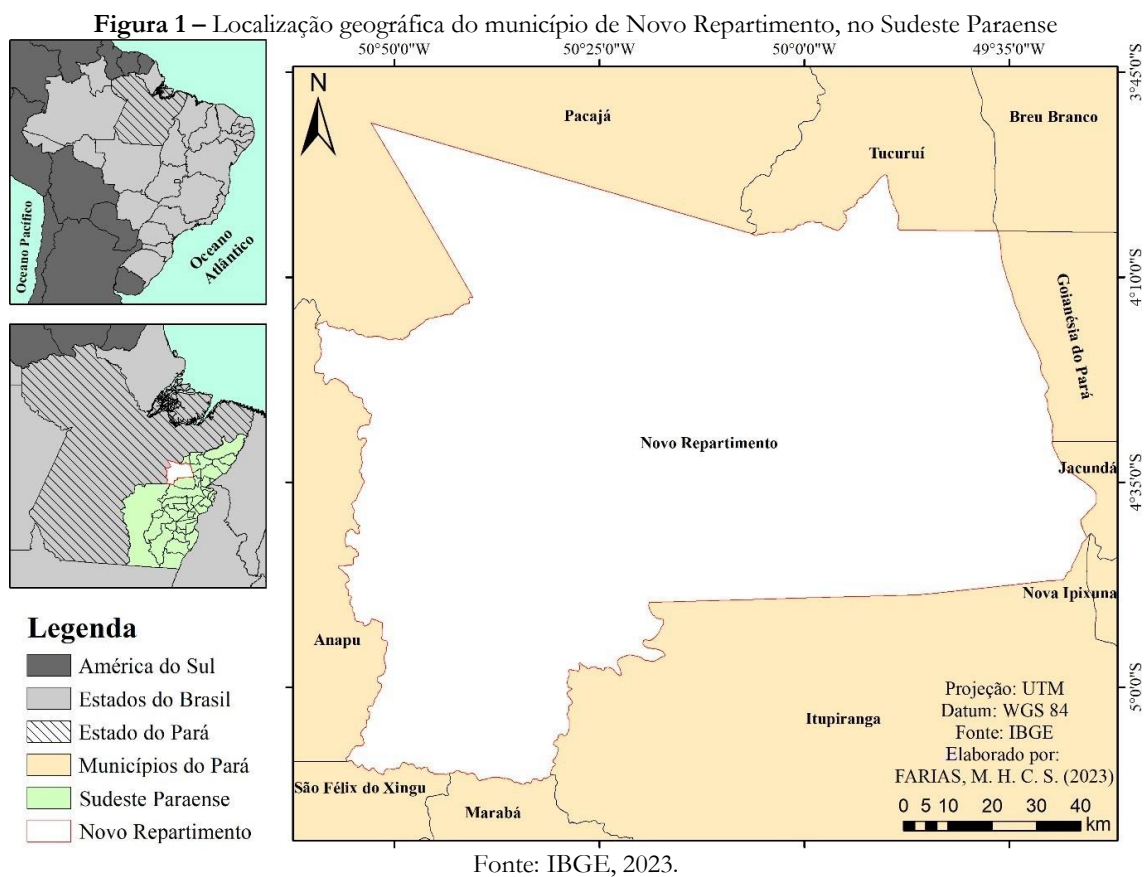 Figura 1 – Localização geográfica do município de Novo Repartimento, no Sudeste Paraense
50°50'0"W
50°25'0"W
50°0'0"W
49°35'0"W
3°45'0"S
4°10'0"S
4°35'0"S
5°0'0"S
Oceano Pacífico
Oceano
Atlântico
N
Pacajá
Breu Branco
Tucuruí
Goianésia do Pará
Novo Repartimento
Jacundá
Nova Ipixuna
Anapu
Itupiranga
São Félix do Xingu
Marabá
Legenda
América do Sul
Estados do Brasil
Estado do Pará
Municípios do Pará
Sudeste Paraense
Novo Repartimento
Projeção: UTM
Datum: WGS 84
Fonte: IBGE
Elaborado por:
FARIAS, M. H. C. S. (2023)
0 5 10 20 30 40
km
Fonte: IBGE, 2023.